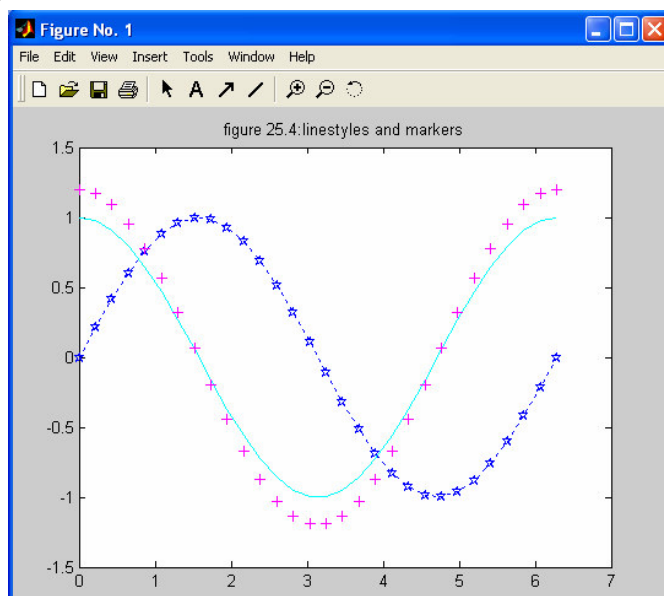 Figure No. 1
File Edit View Insert Tools Window Help
A
figure 25.4:linestyles and markers
1.5
1
0.5
0
-0.5
-1
-1.5
0 1 2 3 4 5 6 7